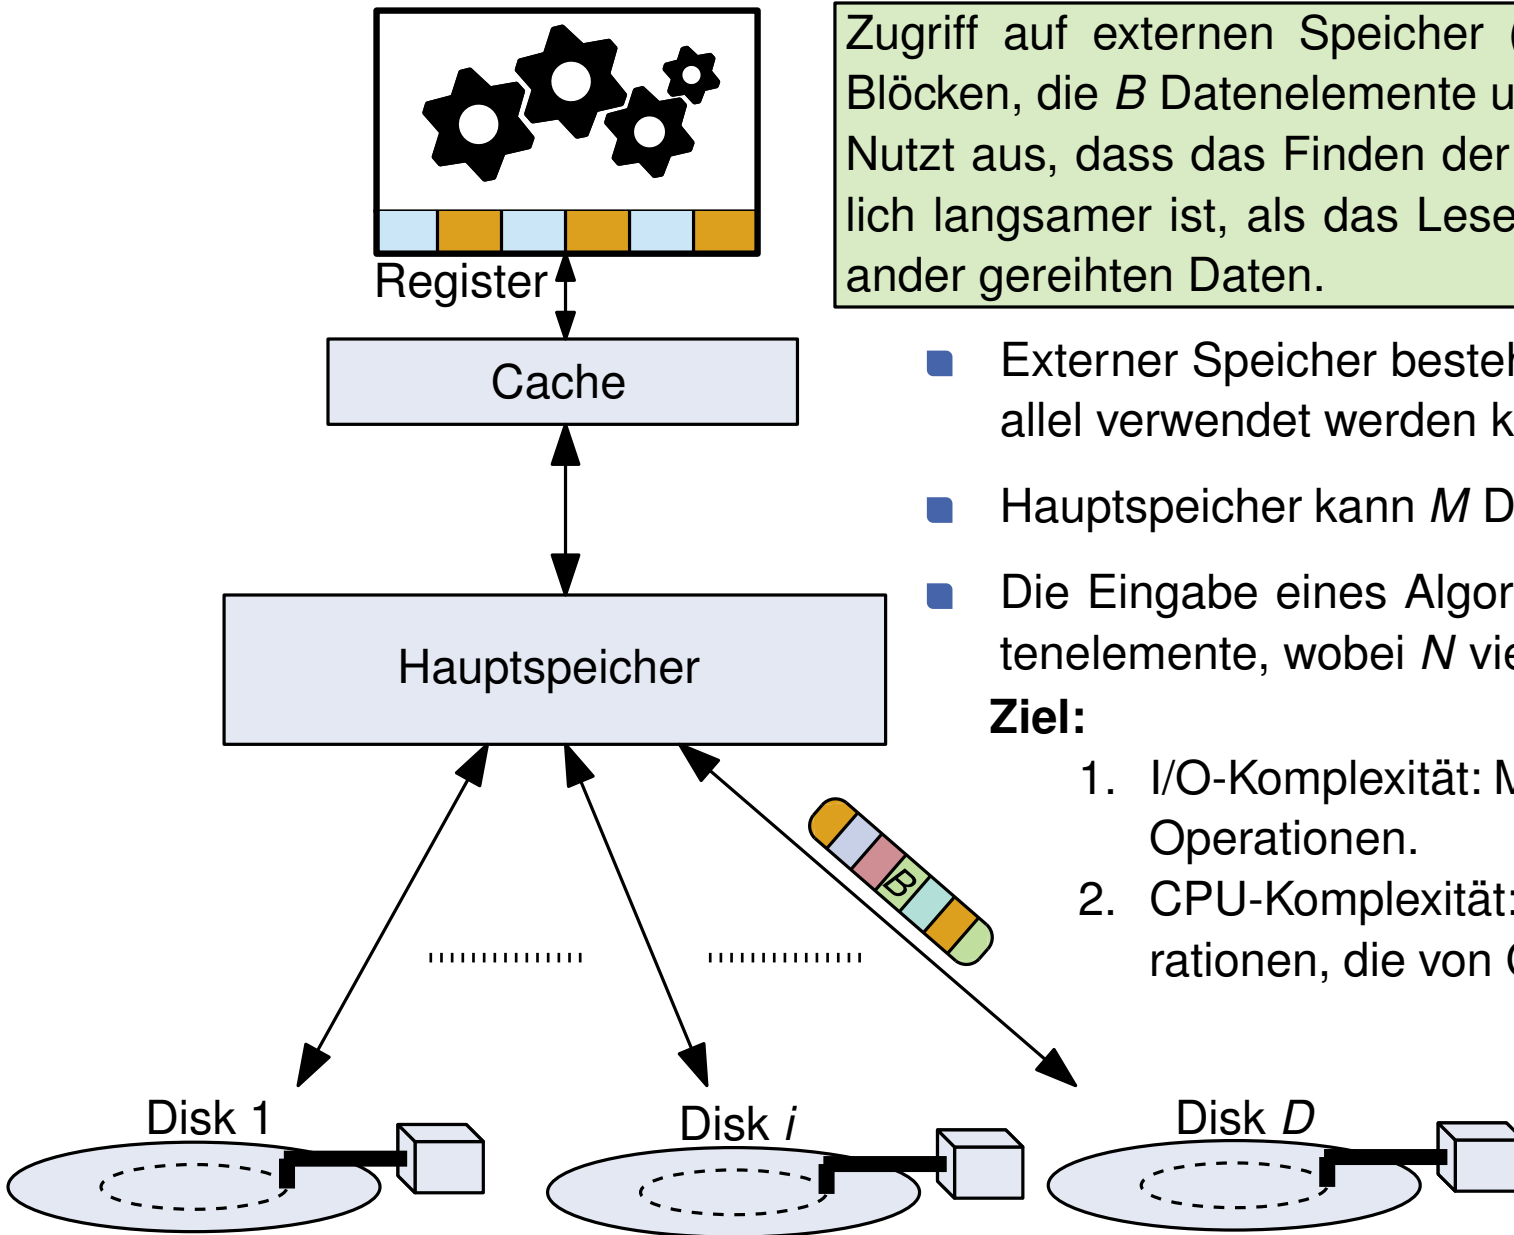 Zugriff auf externen Speicher (
Blöcken, die B Datenelemente u
Nutzt aus, dass das Finden der
lich langsamer ist, als das Lese
ander gereihten Daten.
Register
Cache
Externer Speicher besteh
allel verwendet werden k
Hauptspeicher kann M D
Die Eingabe eines Algor
tenelemente, wobei N vie
Hauptspeicher
Ziel:
1. I/O-Komplexität: M
Operationen.
2. CPU-Komplexität:
rationen, die von C
B
Disk 1
Disk i
Disk D